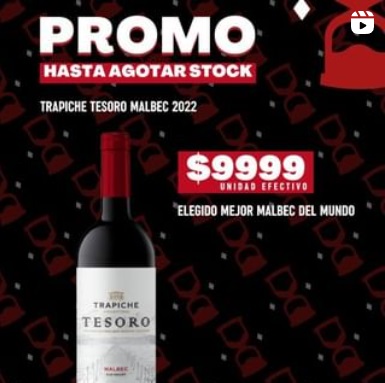 PROMO
HASTA AGOTAR STOCK
TRAPICHE TESORO MALBEC 2022
$9999
UNIDAD EFECTIVO
ELEGIDO MEJOR MALBEC DEL MUNDO
TRAPICHE
TESORO
MALBEC